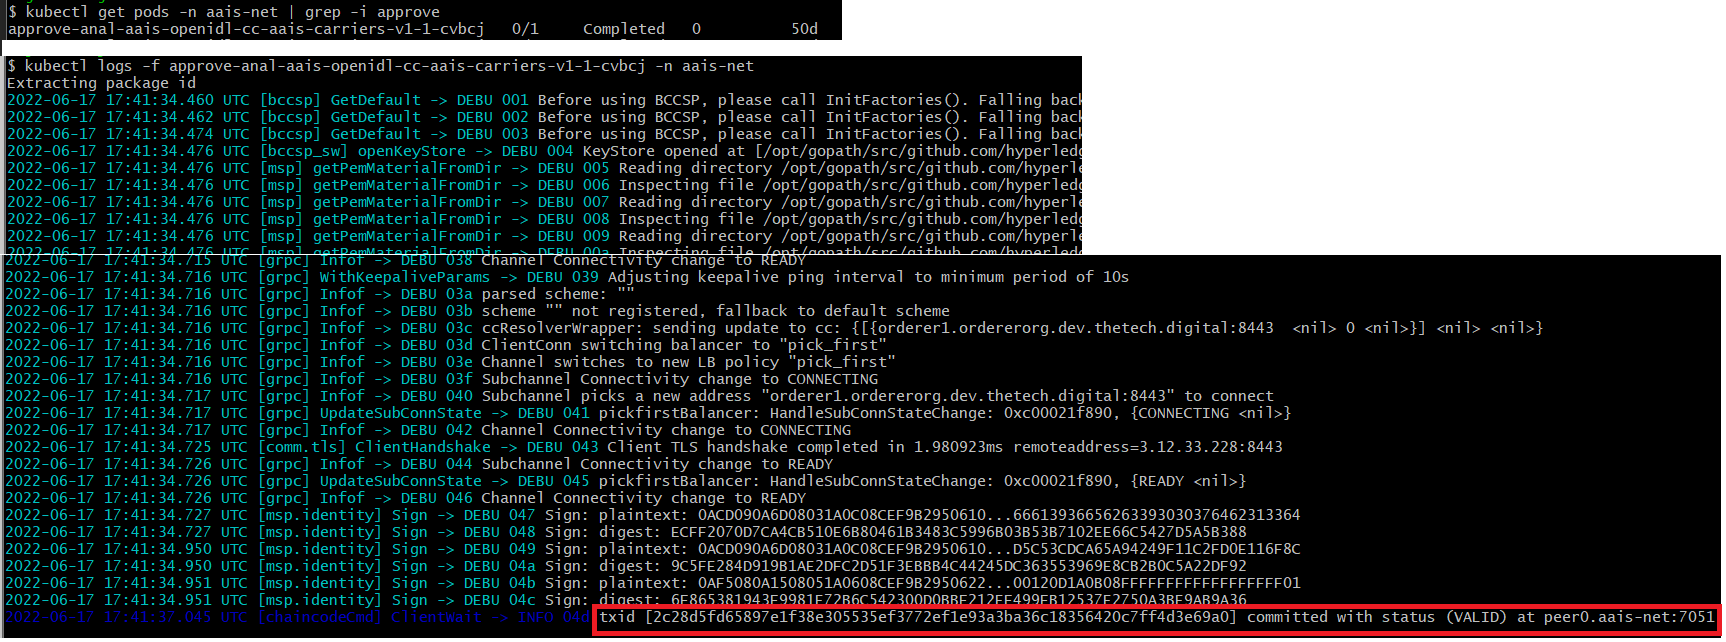 $ kubectl get pods -n aais-net | grep -i approve
approve-anal-aais-openidl-cc-aais-carriers-v1-1-cvbcj   0/1     Completed   0          50d
$ kubectl logs -f approve-anal-aais-openidl-cc-aais-carriers-v1-1-cvbcj -n aais-net
Extracting package id
2022-06-17 17:41:34.460 UTC [bccsp] GetDefault -> DEBU 001 Before using BCCSP, please call InitFactories(). Falling back
2022-06-17 17:41:34.462 UTC [bccsp] GetDefault -> DEBU 002 Before using BCCSP, please call InitFactories(). Falling back
2022-06-17 17:41:34.474 UTC [bccsp] GetDefault -> DEBU 003 Before using BCCSP, please call InitFactories(). Falling back
2022-06-17 17:41:34.476 UTC [bccsp_sw] openKeyStore -> DEBU 004 KeyStore opened at [/opt/gopath/src/github.com/hyperledg
2022-06-17 17:41:34.476 UTC [msp] getPemMaterialFromDir -> DEBU 005 Reading directory /opt/gopath/src/github.com/hyperle
2022-06-17 17:41:34.476 UTC [msp] getPemMaterialFromDir -> DEBU 006 Inspecting file /opt/gopath/src/github.com/hyperledg
2022-06-17 17:41:34.476 UTC [msp] getPemMaterialFromDir -> DEBU 007 Reading directory /opt/gopath/src/github.com/hyperle
2022-06-17 17:41:34.476 UTC [msp] getPemMaterialFromDir -> DEBU 008 Inspecting file /opt/gopath/src/github.com/hyperledg
2022-06-17 17:41:34.476 UTC [msp] getPemMaterialFromDir -> DEBU 009 Reading directory /opt/gopath/src/github.com/hyperle
2022-06-17 17:41:34.476 UTC [msp] getPemMaterialFromDir -> DEBU 00a Inspecting file /opt/gopath/src/github.com/hyperledg
2022-06-17 17:41:34.715 UTC [grpc] Infof -> DEBU 038 Channel Connectivity change to READY
2022-06-17 17:41:34.716 UTC [grpc] WithKeepaliveParams -> DEBU 039 Adjusting keepalive ping interval to minimum period of 10s
2022-06-17 17:41:34.716 UTC [grpc] Infof -> DEBU 03a parsed scheme: ""
2022-06-17 17:41:34.716 UTC [grpc] Infof -> DEBU 03b scheme "" not registered, fallback to default scheme
2022-06-17 17:41:34.716 UTC [grpc] Infof -> DEBU 03c ccResolverWrapper: sending update to cc: {[{orderer1.ordererorg.dev.thetech.digital:8443  <nil> 0 <nil>}] <nil> <nil>}
2022-06-17 17:41:34.716 UTC [grpc] Infof -> DEBU 03d ClientConn switching balancer to "pick_first"
2022-06-17 17:41:34.716 UTC [grpc] Infof -> DEBU 03e Channel switches to new LB policy "pick_first"
2022-06-17 17:41:34.716 UTC [grpc] Infof -> DEBU 03f Subchannel Connectivity change to CONNECTING
2022-06-17 17:41:34.717 UTC [grpc] Infof -> DEBU 040 Subchannel picks a new address "orderer1.ordererorg.dev.thetech.digital:8443" to connect
2022-06-17 17:41:34.717 UTC [grpc] UpdateSubConnState -> DEBU 041 pickfirstBalancer: HandleSubConnStateChange: 0xc00021f890, {CONNECTING <nil>}
2022-06-17 17:41:34.717 UTC [grpc] Infof -> DEBU 042 Channel Connectivity change to CONNECTING
2022-06-17 17:41:34.725 UTC [comm.tls] ClientHandshake -> DEBU 043 Client TLS handshake completed in 1.980923ms remoteaddress=3.12.33.228:8443
2022-06-17 17:41:34.726 UTC [grpc] Infof -> DEBU 044 Subchannel Connectivity change to READY
2022-06-17 17:41:34.726 UTC [grpc] UpdateSubConnState -> DEBU 045 pickfirstBalancer: HandleSubConnStateChange: 0xc00021f890, {READY <nil>}
2022-06-17 17:41:34.726 UTC [grpc] Infof -> DEBU 046 Channel Connectivity change to READY
2022-06-17 17:41:34.727 UTC [msp.identity] Sign -> DEBU 047 Sign: plaintext: 0ACD090A6D08031A0C08CEF9B2950610...666139366562633930303764623133​64
2022-06-17 17:41:34.727 UTC [msp.identity] Sign -> DEBU 048 Sign: digest: ECFF2070D7CA4CB510E6B80461B3483C5996B03B53B7102EE66C5427D5A5B388
2022-06-17 17:41:34.950 UTC [msp.identity] Sign -> DEBU 049 Sign: plaintext: 0ACD090A6D08031A0C08CEF9B2950610...D5C53CDCA65A94249F11C2FD0E116F8C
2022-06-17 17:41:34.950 UTC [msp.identity] Sign -> DEBU 04a Sign: digest: 9C5FE284D919B1AE2DFC2D51F3EBBB4C44245DC363553969E8CB2B0C5A22DF92
2022-06-17 17:41:34.951 UTC [msp.identity] Sign -> DEBU 04b Sign: plaintext: 0AF5080A1508051A0608CEF9B2950622...00120D1A0B08FFFFFFFFFFFFFFFFFF01
2022-06-17 17:41:34.951 UTC [msp.identity] Sign -> DEBU 04c Sign: digest:
2022-06-17 17:41:37.045 UTC [chaincodeCmd] ClientWait -> INFO 04d txid [2c28d5fd65897e1f38e305535ef3772ef1e93a3ba36c18356420c7ff4d3e69a0] committed with status (VALID) at peer0.aais-net:7051